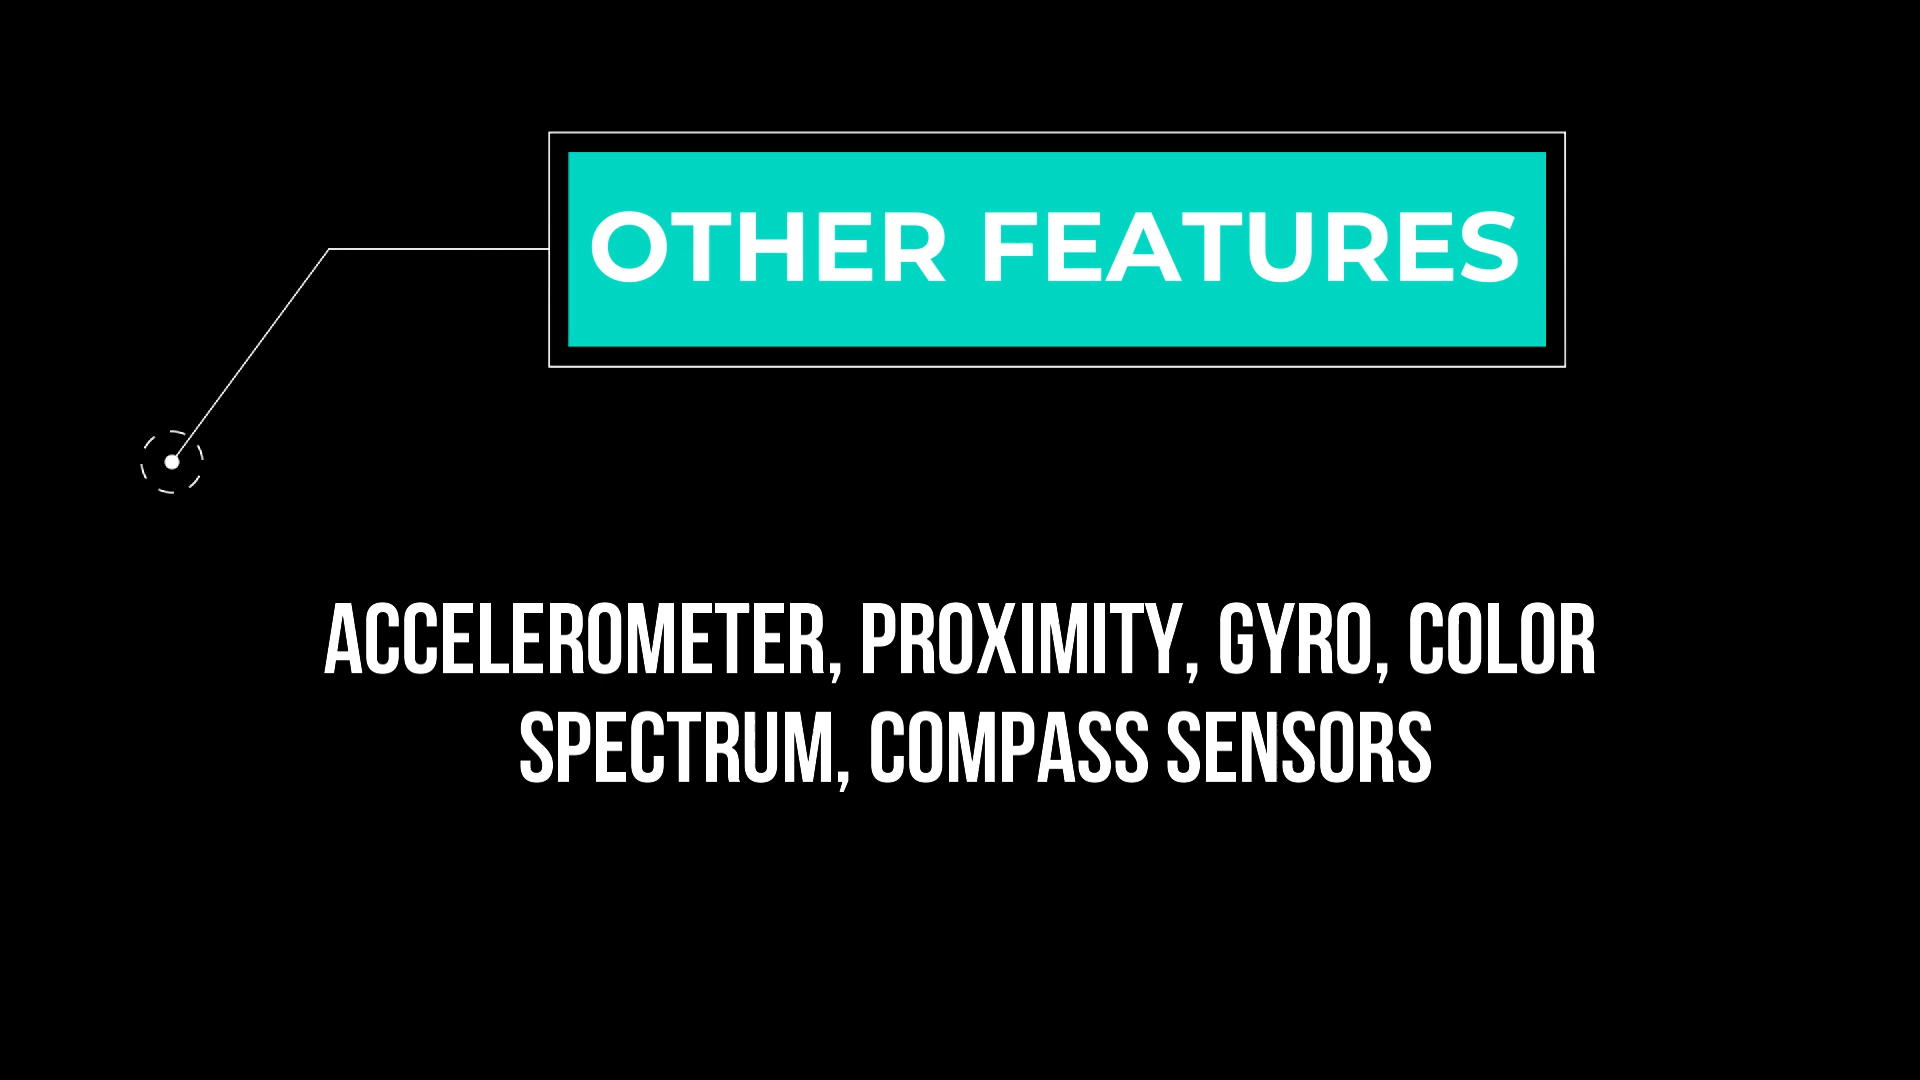 OTHER FEATURES
ACCELEROMETER, PROXIMITY, GYRO, COLOR
SPECTRUM, COMPASS SENSORS